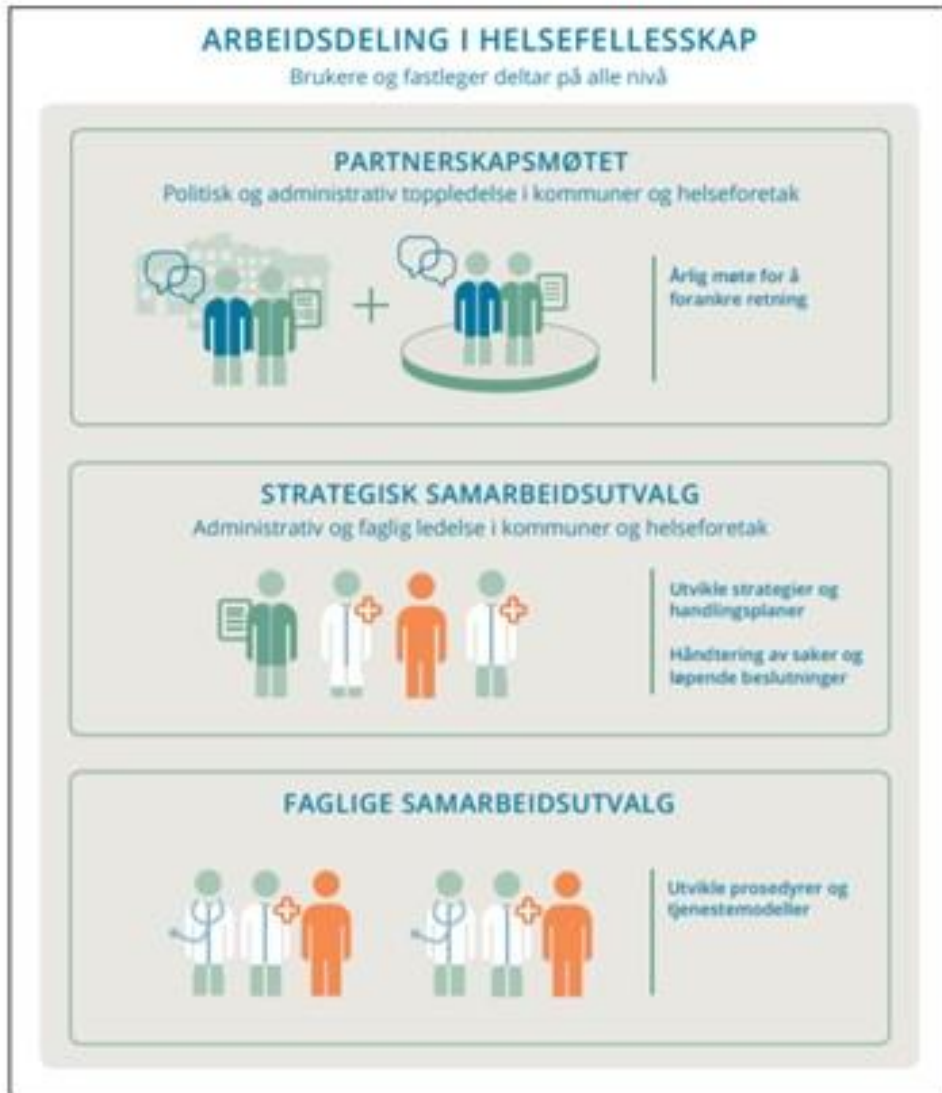 ARBEIDSDELING I HELSEFELLESSKAP
Brukere og fastleger deltar på alle nivå
PARTNERSKAPSMØTET
Politisk og administrativ toppledelse i kommuner og helseforetak
Årlig møte for å
forankre retning
STRATEGISK SAMARBEIDSUTVALG
Administrativ og faglig ledelse i kommuner og helseforetak
Utvikle strategier og
handlingsplaner
Håndtering av saker og
løpende beslutninger
FAGLIGE SAMARBEIDSUTVALG
Utvikle prosedyrer og
tjenestemodeller